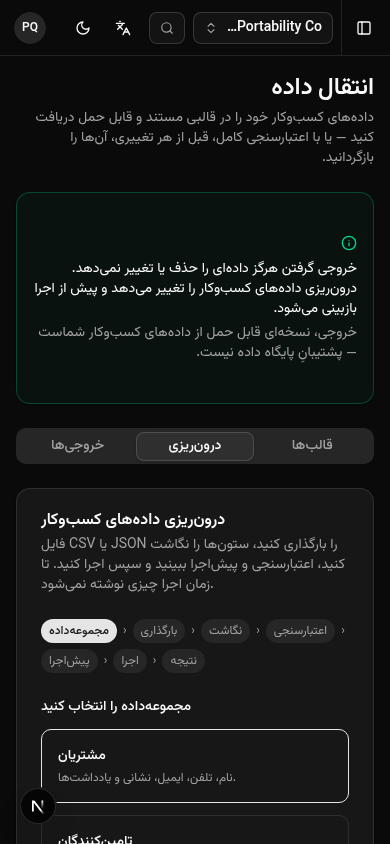 PQ
Portability Co...
انتقال داده
داده‌های کسب‌وکار خود را در قالبی مستند و قابل حمل دریافت
کنید — یا با اعتبارسنجی کامل، قبل از هر تغییری، آن‌ها را
بازگردانید.
خروجی گرفتن هرگز داده‌ای را حذف یا تغییر نمی‌دهد.
درون‌ریزی داده‌های کسب‌وکار را تغییر می‌دهد و پیش از اجرا
بازبینی می‌شود.
خروجی، نسخه‌ای قابل حمل از داده‌های کسب‌وکار شماست
— پشتیبانِ پایگاه داده نیست.
قالب‌ها
درون‌ریزی
خروجی‌ها
درون‌ریزی داده‌های کسب‌وکار
فایل CSV یا JSON را بارگذاری کنید، ستون‌ها را نگاشت
کنید، اعتبارسنجی و پیش‌اجرا ببینید و سپس اجرا کنید. تا
زمان اجرا چیزی نوشته نمی‌شود.
مجموعه‌داده › بارگذاری › نگاشت › اعتبارسنجی ›
پیش‌اجرا › اجرا › نتیجه
مجموعه‌داده را انتخاب کنید
مشتریان
نام، تلفن، ایمیل، نشانی و یادداشت‌ها.
تامین‌کنندگان
N